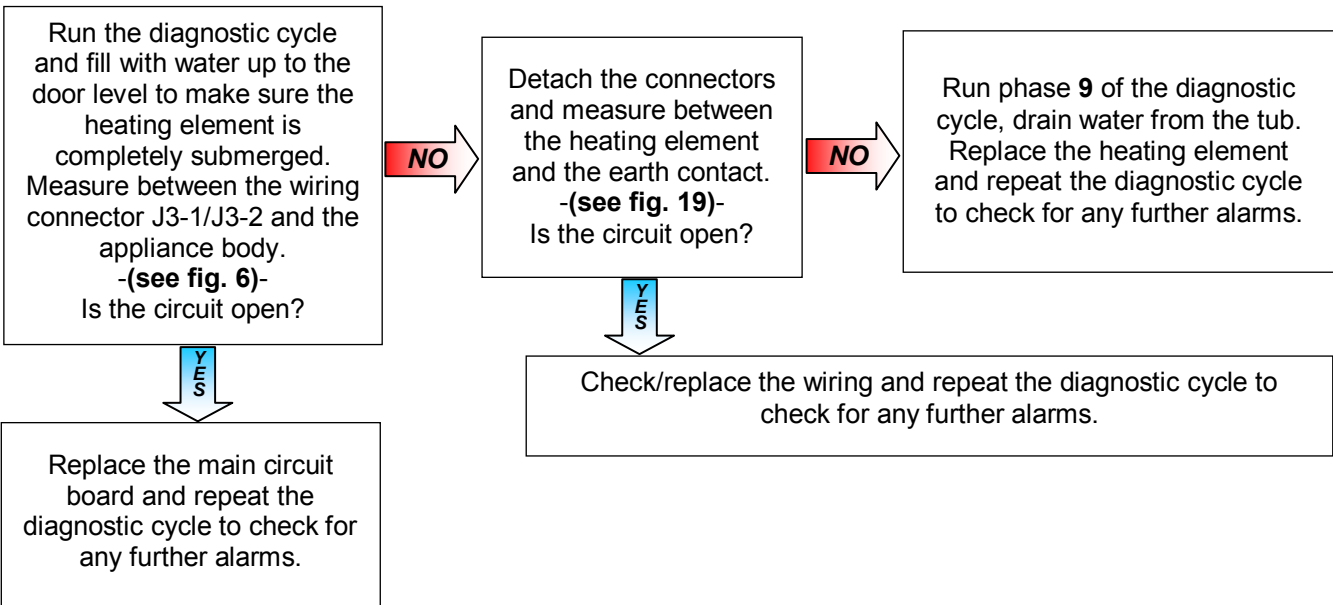 Run the diagnostic cycle
and fill with water up to the
door level to make sure the
heating element is
completely submerged.
Measure between the wiring
connector J3-1/J3-2 and the
appliance body.
-(see fig. 6)-
Is the circuit open?
NO
Detach the connectors
and measure between
the heating element
and the earth contact.
-(see fig. 19)-
Is the circuit open?
NO
Run phase 9 of the diagnostic
cycle, drain water from the tub.
Replace the heating element
and repeat the diagnostic cycle
to check for any further alarms.
YES
YES
Check/replace the wiring and repeat the diagnostic cycle to
check for any further alarms.
Replace the main circuit
board and repeat the
diagnostic cycle to check for
any further alarms.